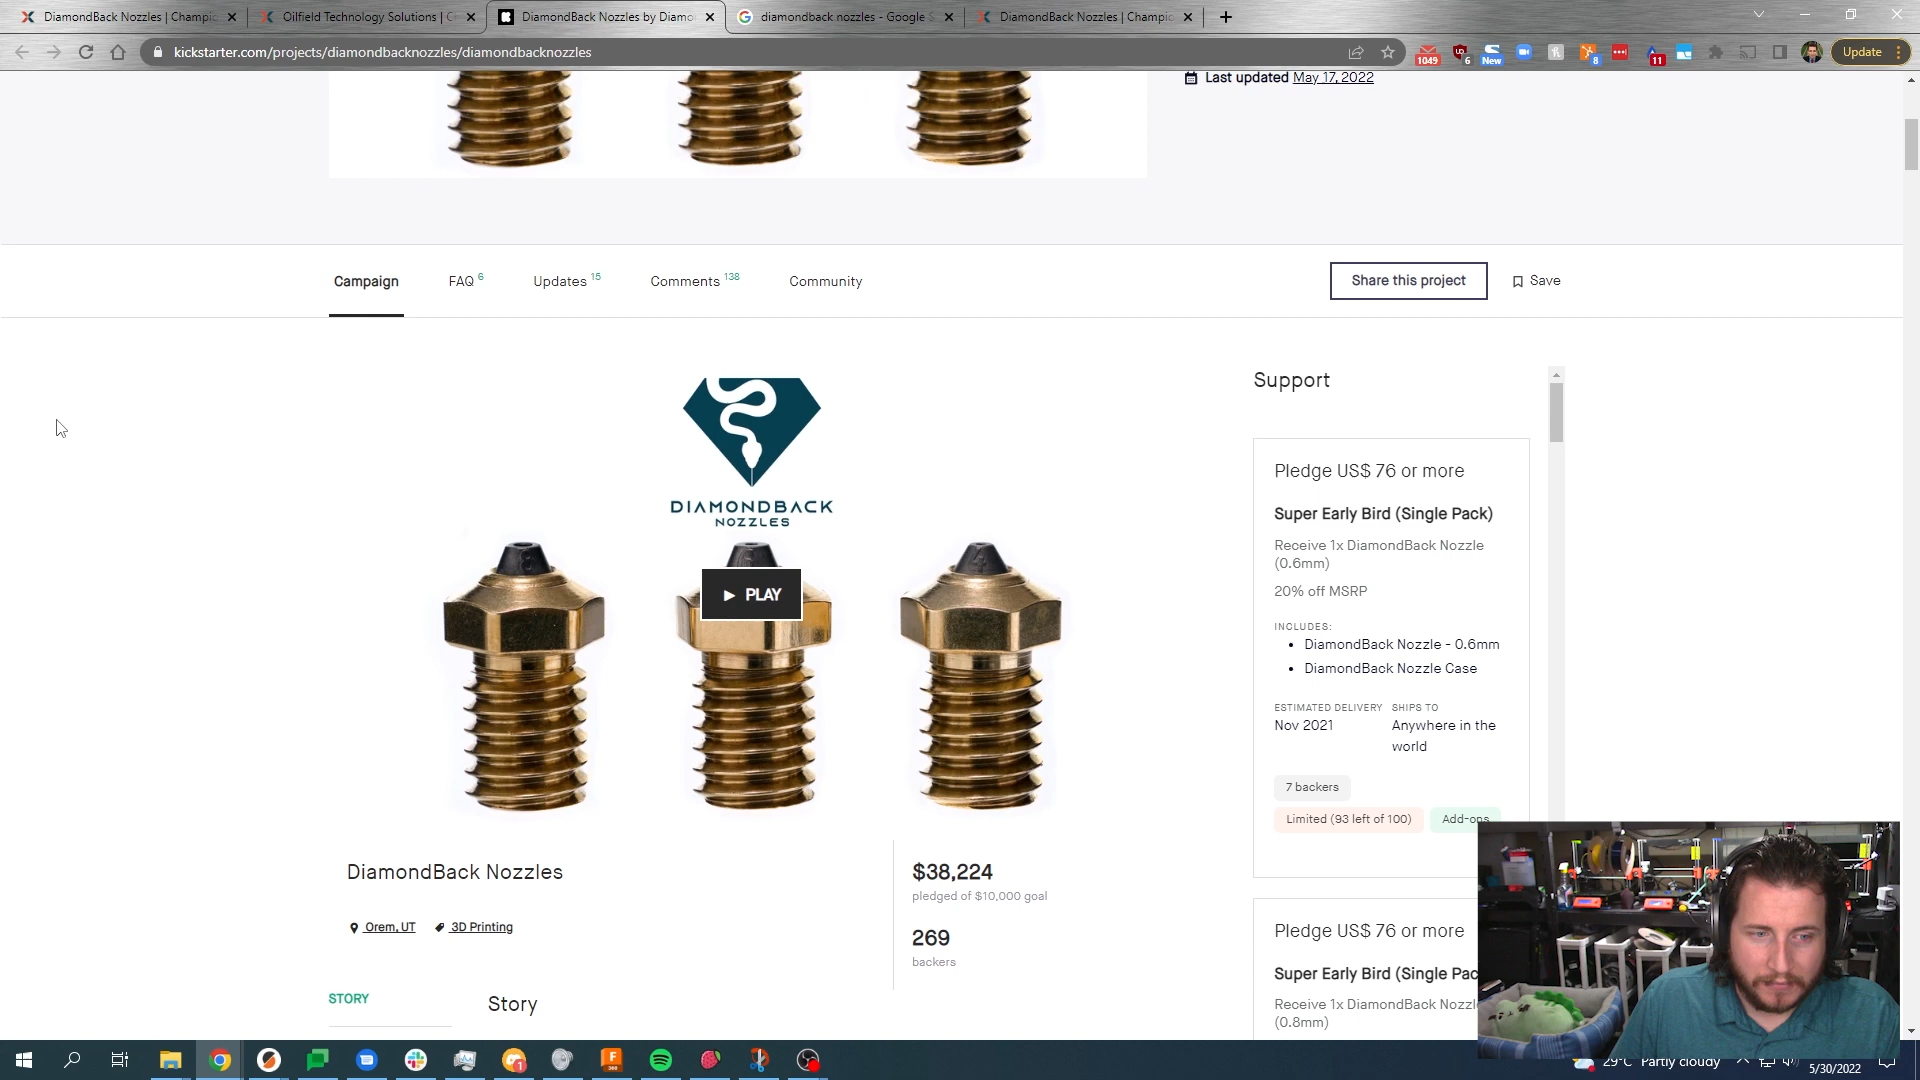 DiamondBack Nozzles | Champio
Oilfield Technology Solutions | C
DiamondBack Nozzles by Diamo
diamondback nozzles - Google S
DiamondBack Nozzles | Champio
kickstarter.com/projects/diamondbacknozzles/diamondbacknozzles
1049
6
New
8
11
Update
Last updated May 17, 2022
Campaign
FAQ 6
Updates 15
Comments 138
Community
Share this project
Save
DIAMONDBACK
NOZZLES
PLAY
Support
Pledge US$ 76 or more
Super Early Bird (Single Pack)
Receive 1x DiamondBack Nozzle
(0.6mm)
20% off MSRP
INCLUDES:
• DiamondBack Nozzle - 0.6mm
• DiamondBack Nozzle Case
ESTIMATED DELIVERY
Nov 2021
SHIPS TO
Anywhere in the
world
7 backers
Limited (93 left of 100)
Add-ons
DiamondBack Nozzles
Orem, UT
3D Printing
$38,224
pledged of $10,000 goal
269
backers
Pledge US$ 76 or more
Super Early Bird (Single Pac
Receive 1x DiamondBack Nozzl
(0.8mm)
STORY
Story
29°C Partly cloudy
5/30/2022